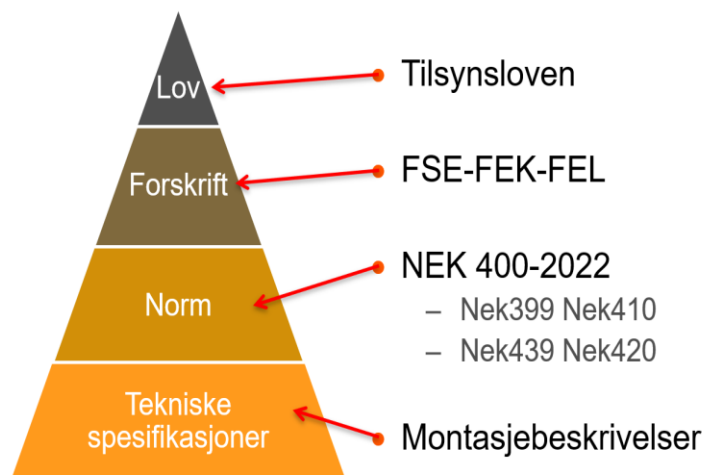 Lov
Tilsynsloven
Forskrift
FSE-FEK-FEL
Norm
NEK 400-2022
– Nek399 Nek410
– Nek439 Nek420
Tekniske
spesifikasjoner
Montasjebeskrivelser